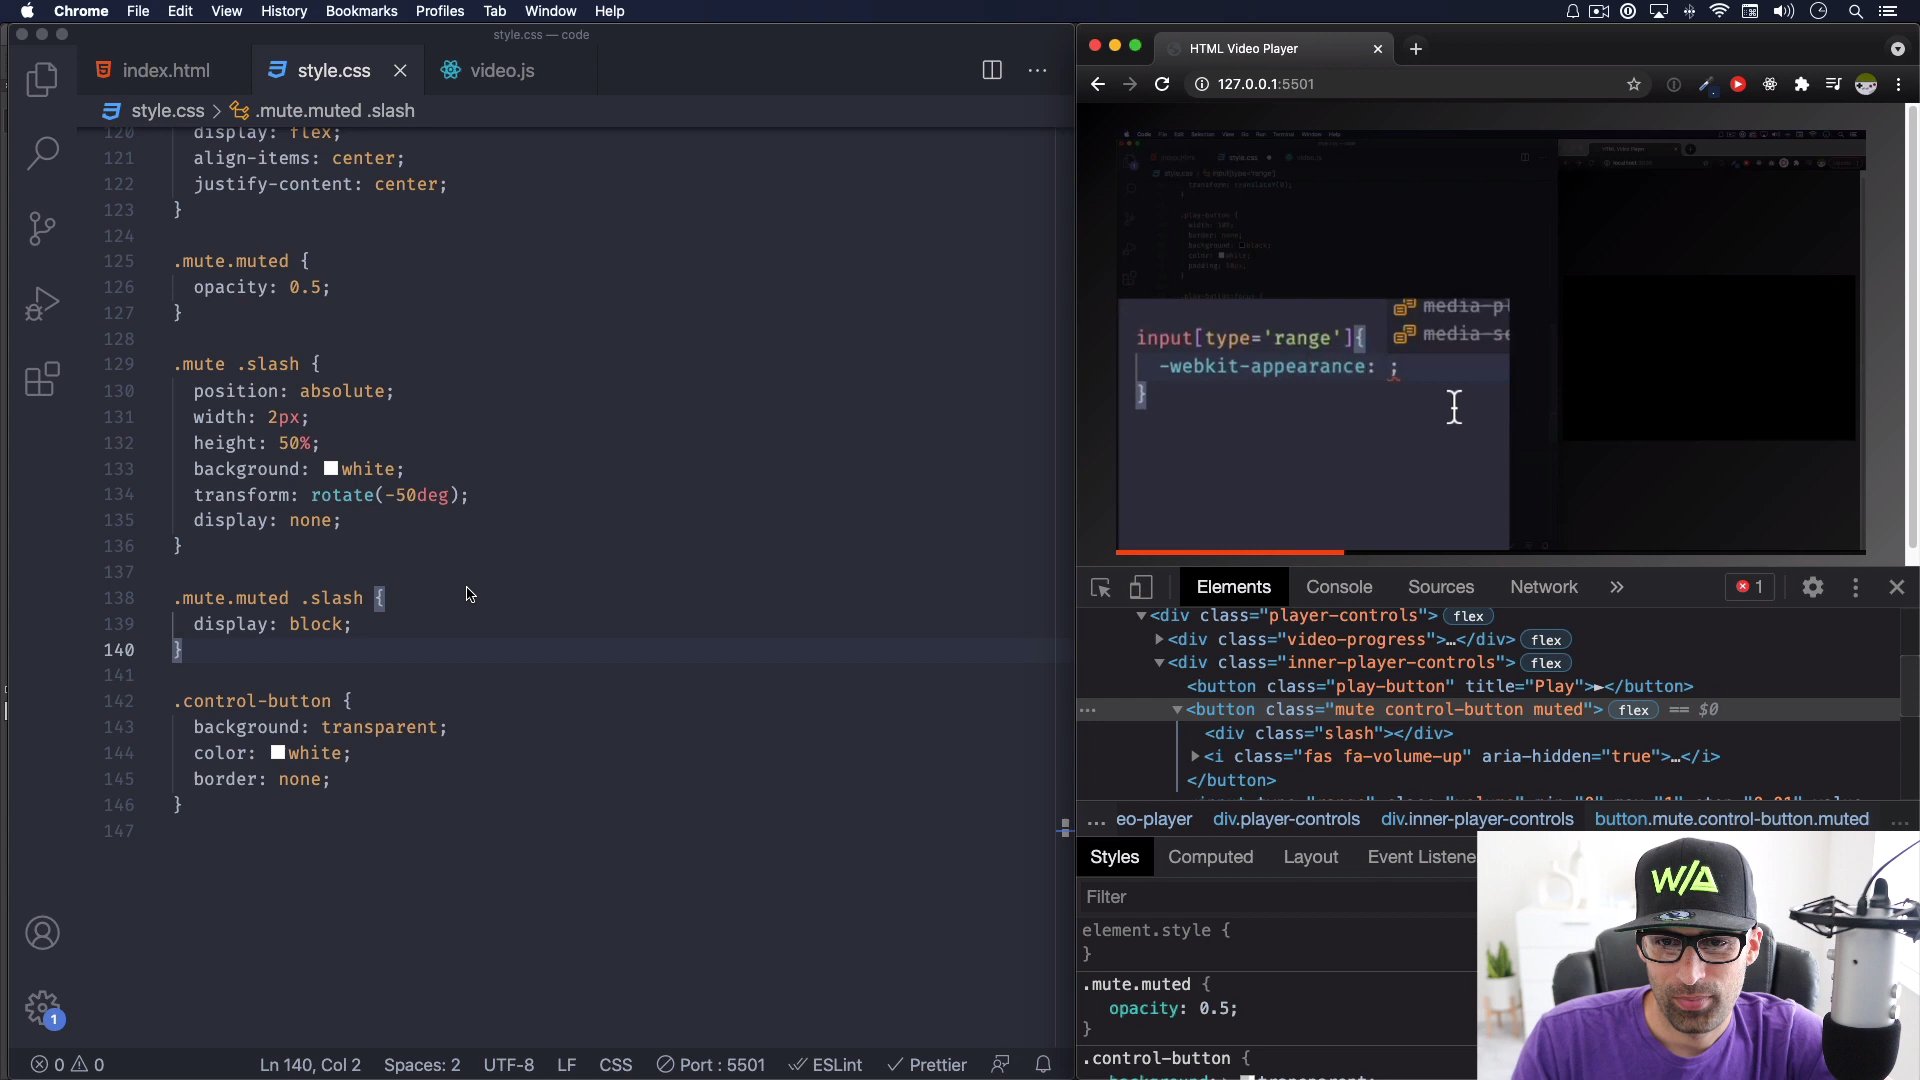 Chrome File Edit View History Bookmarks Profiles Tab Window Help
style.css — code
index.html style.css video.js
style.css > .mute.muted .slash
120 display: flex;
121 align-items: center;
122 justify-content: center;
123 }
124
125 .mute.muted {
126 opacity: 0.5;
127 }
128
129 .mute .slash {
130 position: absolute;
131 width: 2px;
132 height: 50%;
133 background: white;
134 transform: rotate(-50deg);
135 display: none;
136 }
137
138 .mute.muted .slash {
139 display: block;
140 }
141
142 .control-button {
143 background: transparent;
144 color: white;
145 border: none;
146 }
147
1
0 0 Ln 140, Col 2 Spaces: 2 UTF-8 LF CSS Port : 5501 ESLint Prettier
HTML Video Player
127.0.0.1:5501
.play-button {
border: none;
padding: 10px;
media-p
input[type='range']{
media-se
-webkit-appearance: ;
}
Elements Console Sources Network » 1
▼<div class="player-controls"> flex
▶<div class="video-progress">…</div> flex
▼<div class="inner-player-controls"> flex
<button class="play-button" title="Play">►</button>
… ▼<button class="mute control-button muted"> flex == $0
<div class="slash"></div>
▶<i class="fas fa-volume-up" aria-hidden="true">…</i>
</button>
… eo-player div.player-controls div.inner-player-controls button.mute.control-button.muted …
Styles Computed Layout Event Listene
Filter
element.style {
}
.mute.muted {
opacity: 0.5;
}
.control-button {
W/A